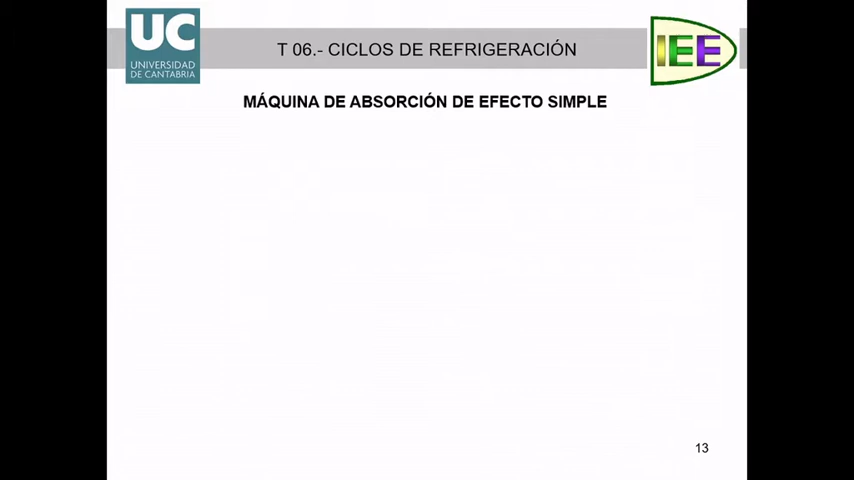 UC
UNIVERSIDAD
DE CANTABRIA
T 06.- CICLOS DE REFRIGERACIÓN
IEE
MÁQUINA DE ABSORCIÓN DE EFECTO SIMPLE
13